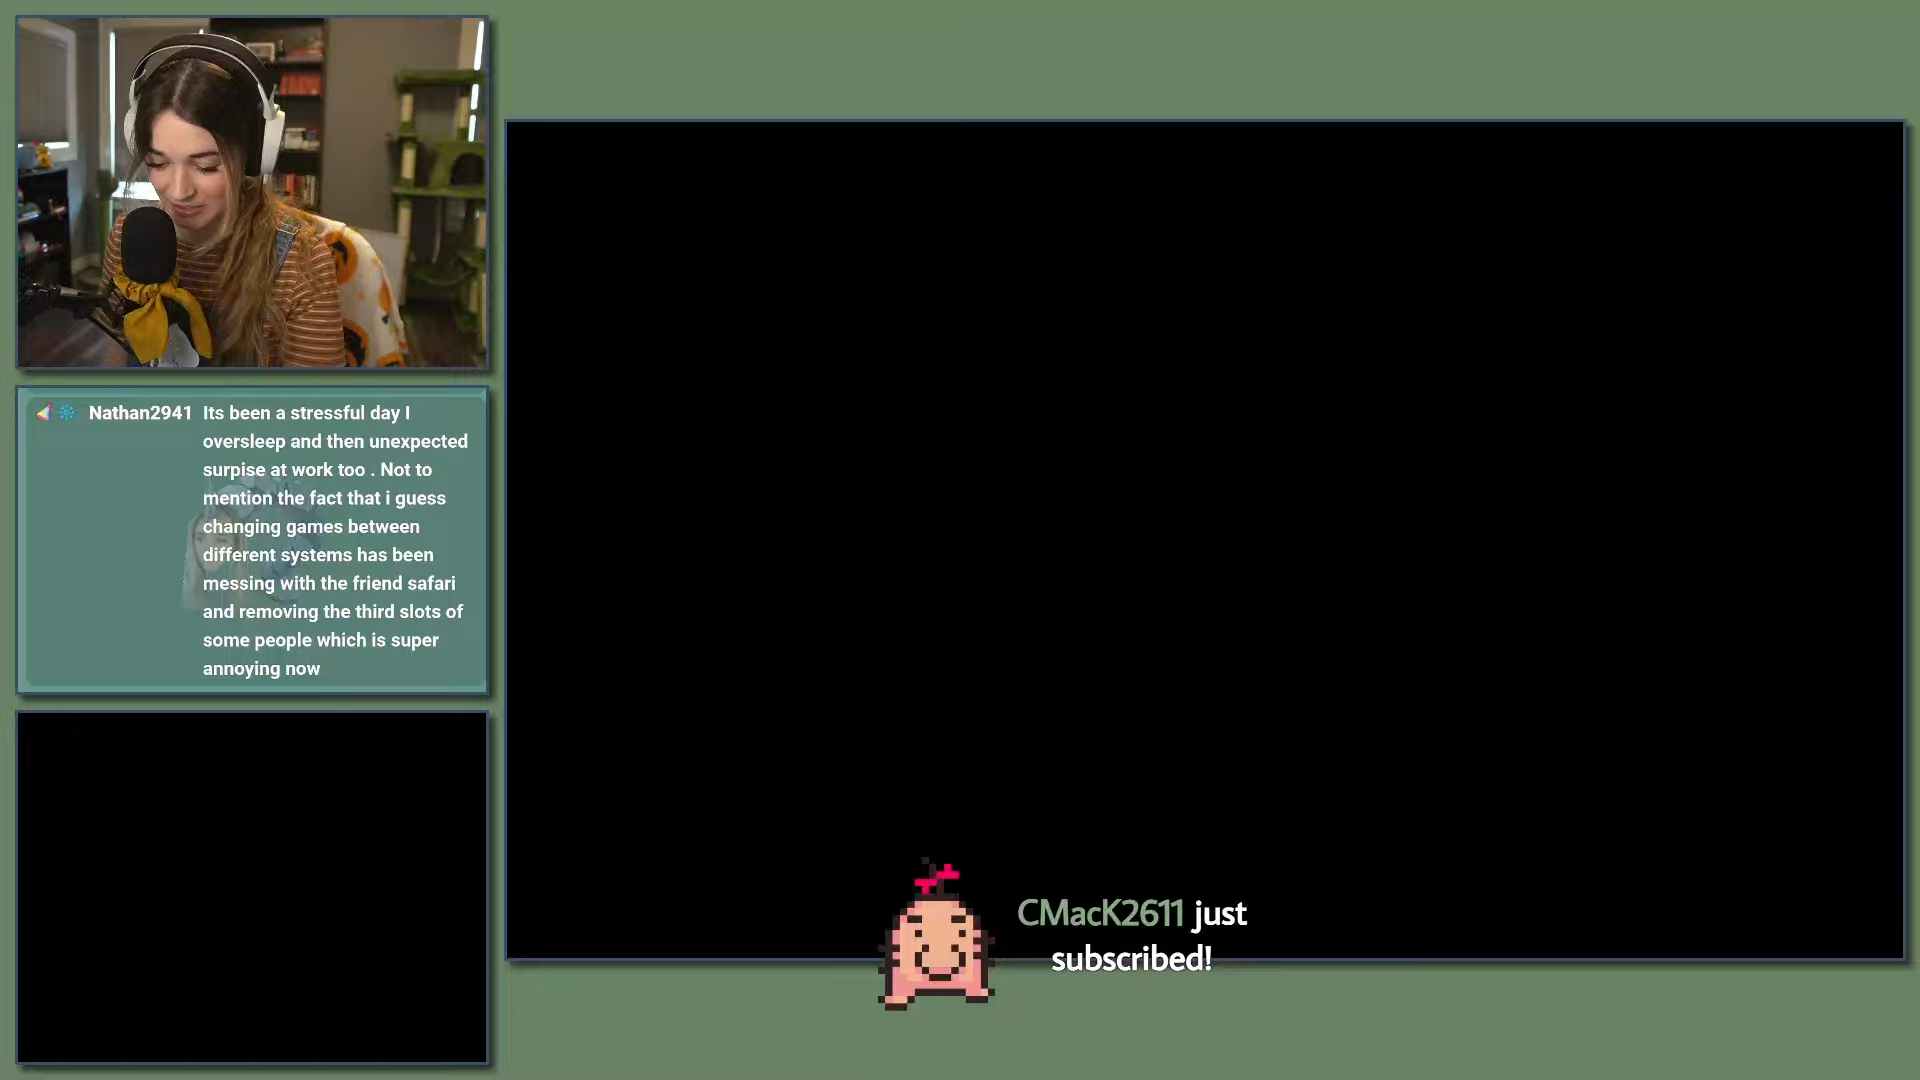 Nathan2941 Its been a stressful day I
oversleep and then unexpected
surpise at work too . Not to
mention the fact that i guess
changing games between
different systems has been
messing with the friend safari
and removing the third slots of
some people which is super
annoying now
CMacK2611 just
subscribed!